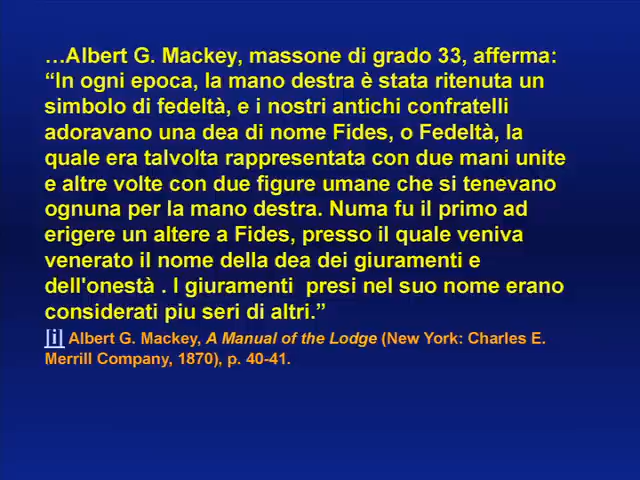 …Albert G. Mackey, massone di grado 33, afferma:
“In ogni epoca, la mano destra è stata ritenuta un
simbolo di fedeltà, e i nostri antichi confratelli
adoravano una dea di nome Fides, o Fedeltà, la
quale era talvolta rappresentata con due mani unite
e altre volte con due figure umane che si tenevano
ognuna per la mano destra. Numa fu il primo ad
erigere un altere a Fides, presso il quale veniva
venerato il nome della dea dei giuramenti e
dell'onestà . I giuramenti  presi nel suo nome erano
considerati piu seri di altri.”
[i] Albert G. Mackey, A Manual of the Lodge (New York: Charles E.
Merrill Company, 1870), p. 40-41.